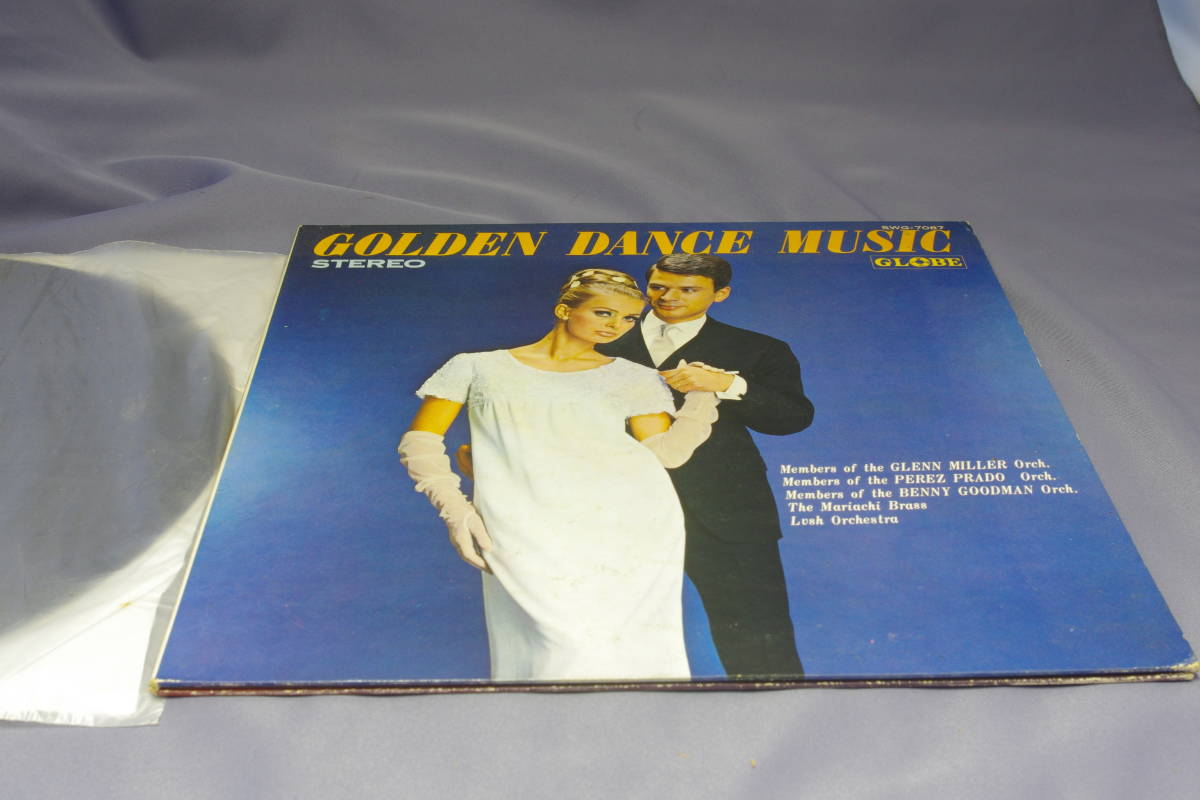 SWG-7087
GOLDEN DANCE MUSIC
STEREO
GLOBE
Members of the GLENN MILLER Orch.
Members of the PEREZ PRADO Orch.
Members of the BENNY GOODMAN Orch.
The Mariachi Brass
Lush Orchestra